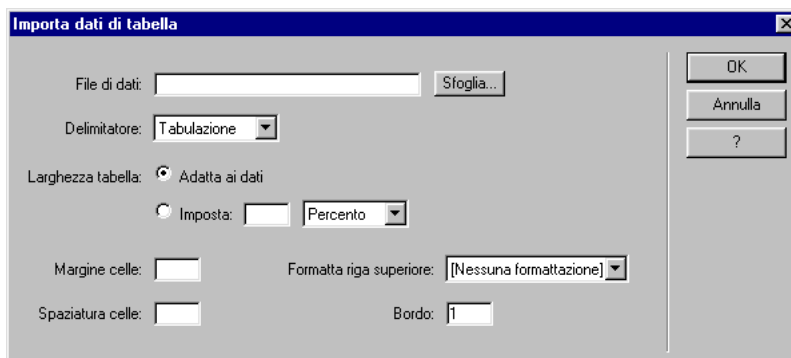 Importa dati di tabella
File di dati: Sfoglia...
Delimitatore: Tabulazione
Larghezza tabella: Adatta ai dati
Imposta: Percento
Margine celle: Formatta riga superiore: [Nessuna formattazione]
Spaziatura celle: Bordo: 1
OK
Annulla
?